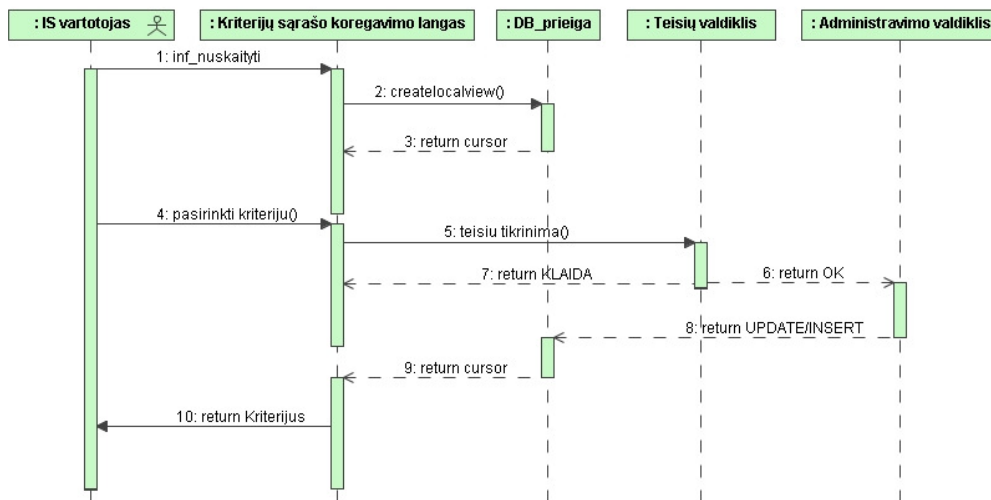 : IS vartotojas
: Kriterijų sąrašo koregavimo langas
: DB_prieiga
: Teisių valdiklis
: Administravimo valdiklis
1: inf_nuskaityti
2: createlocalview()
3: return cursor
4: pasirinkti kriteriju()
5: teisiu tikrinima()
7: return KLAIDA
6: return OK
8: return UPDATE/INSERT
9: return cursor
10: return Kriterijus